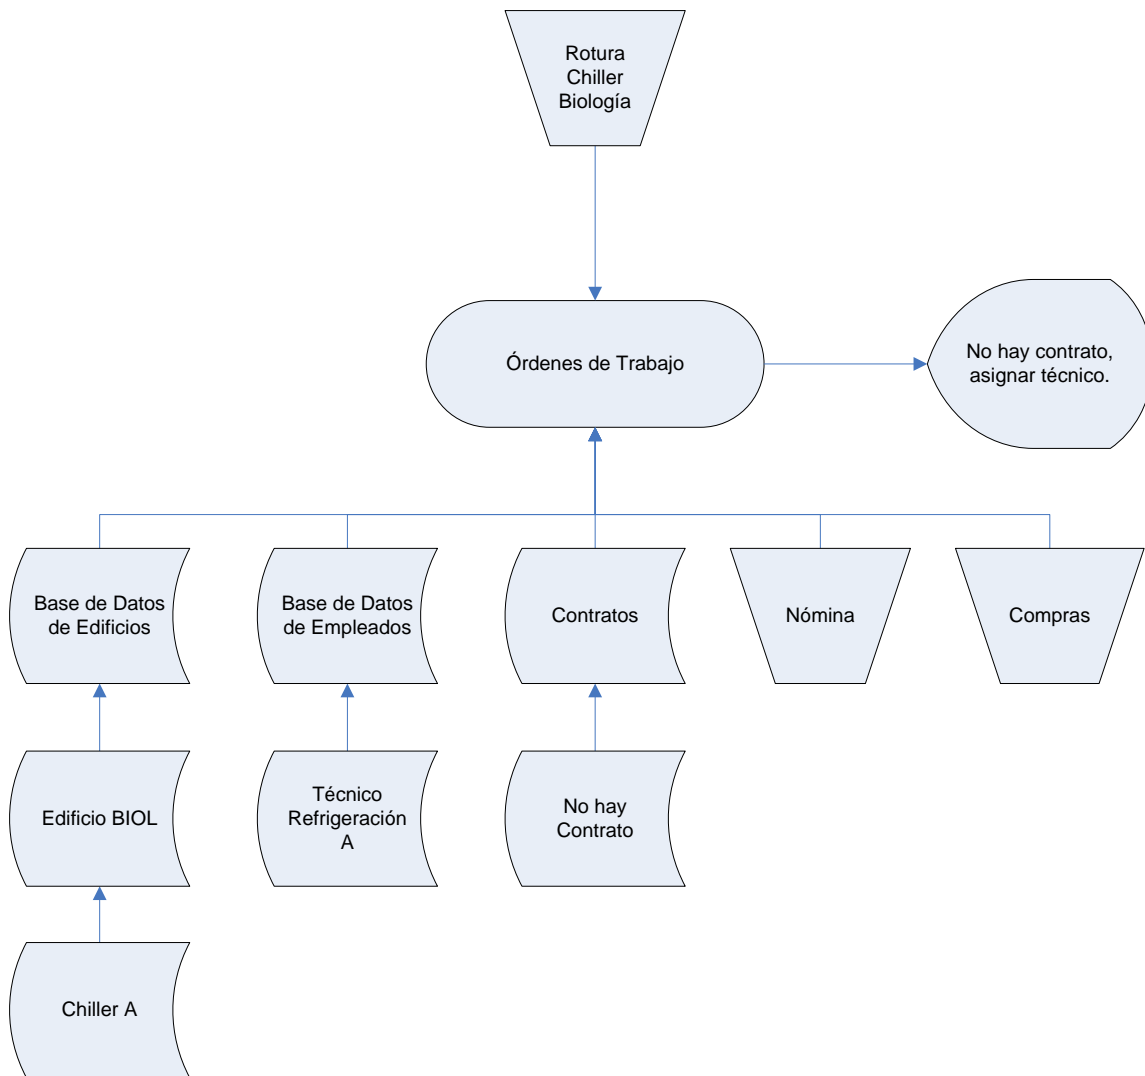 Rotura
Chiller
Biología
Órdenes de Trabajo
No hay contrato,
asignar técnico.
Base de Datos
de Edificios
Base de Datos
de Empleados
Contratos
Nómina
Compras
Edificio BIOL
Técnico
Refrigeración
A
No hay
Contrato
Chiller A